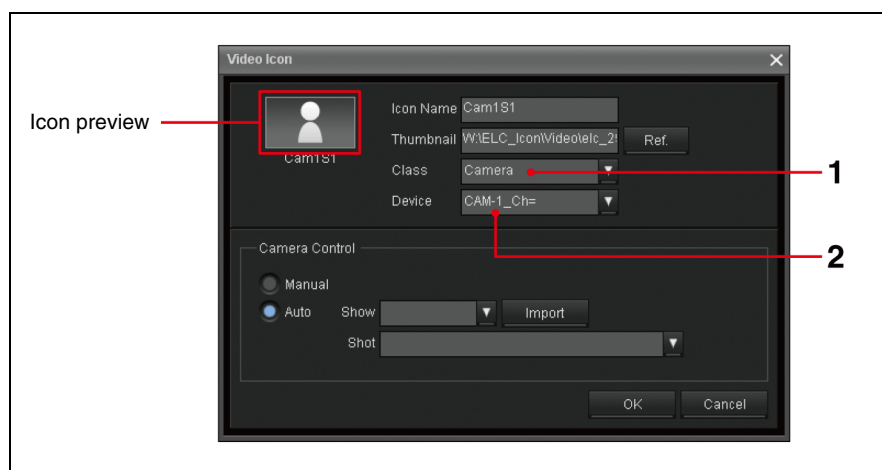 Video Icon
Icon preview
Cam1S1
Icon Name Cam1S1
Thumbnail W:\ELC_Icon\Video\elc_2 Ref.
Class Camera
Device CAM-1_Ch=
1
2
Camera Control
Manual
Auto Show Import
Shot
OK Cancel